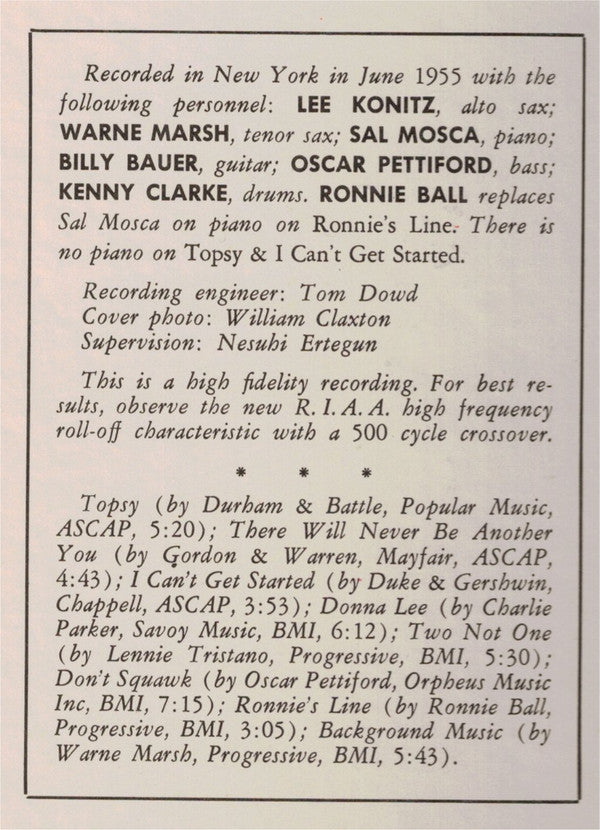 Recorded in New York in June 1955 with the
following personnel: LEE KONITZ, alto sax;
WARNE MARSH, tenor sax; SAL MOSCA, piano;
BILLY BAUER, guitar; OSCAR PETTIFORD, bass;
KENNY CLARKE, drums. RONNIE BALL replaces
Sal Mosca on piano on Ronnie's Line. There is
no piano on Topsy & I Can't Get Started.
Recording engineer: Tom Dowd
Cover photo: William Claxton
Supervision: Nesuhi Ertegun
This is a high fidelity recording. For best re-
sults, observe the new R.I.A.A. high frequency
roll-off characteristic with a 500 cycle crossover.
* * *
Topsy (by Durham & Battle, Popular Music,
ASCAP, 5:20); There Will Never Be Another
You (by Gordon & Warren, Mayfair, ASCAP,
4:43); I Can't Get Started (by Duke & Gershwin,
Chappell, ASCAP, 3:53); Donna Lee (by Charlie
Parker, Savoy Music, BMI, 6:12); Two Not One
(by Lennie Tristano, Progressive, BMI, 5:30);
Don't Squawk (by Oscar Pettiford, Orpheus Music
Inc, BMI, 7:15); Ronnie's Line (by Ronnie Ball,
Progressive, BMI, 3:05); Background Music (by
Warne Marsh, Progressive, BMI, 5:43).